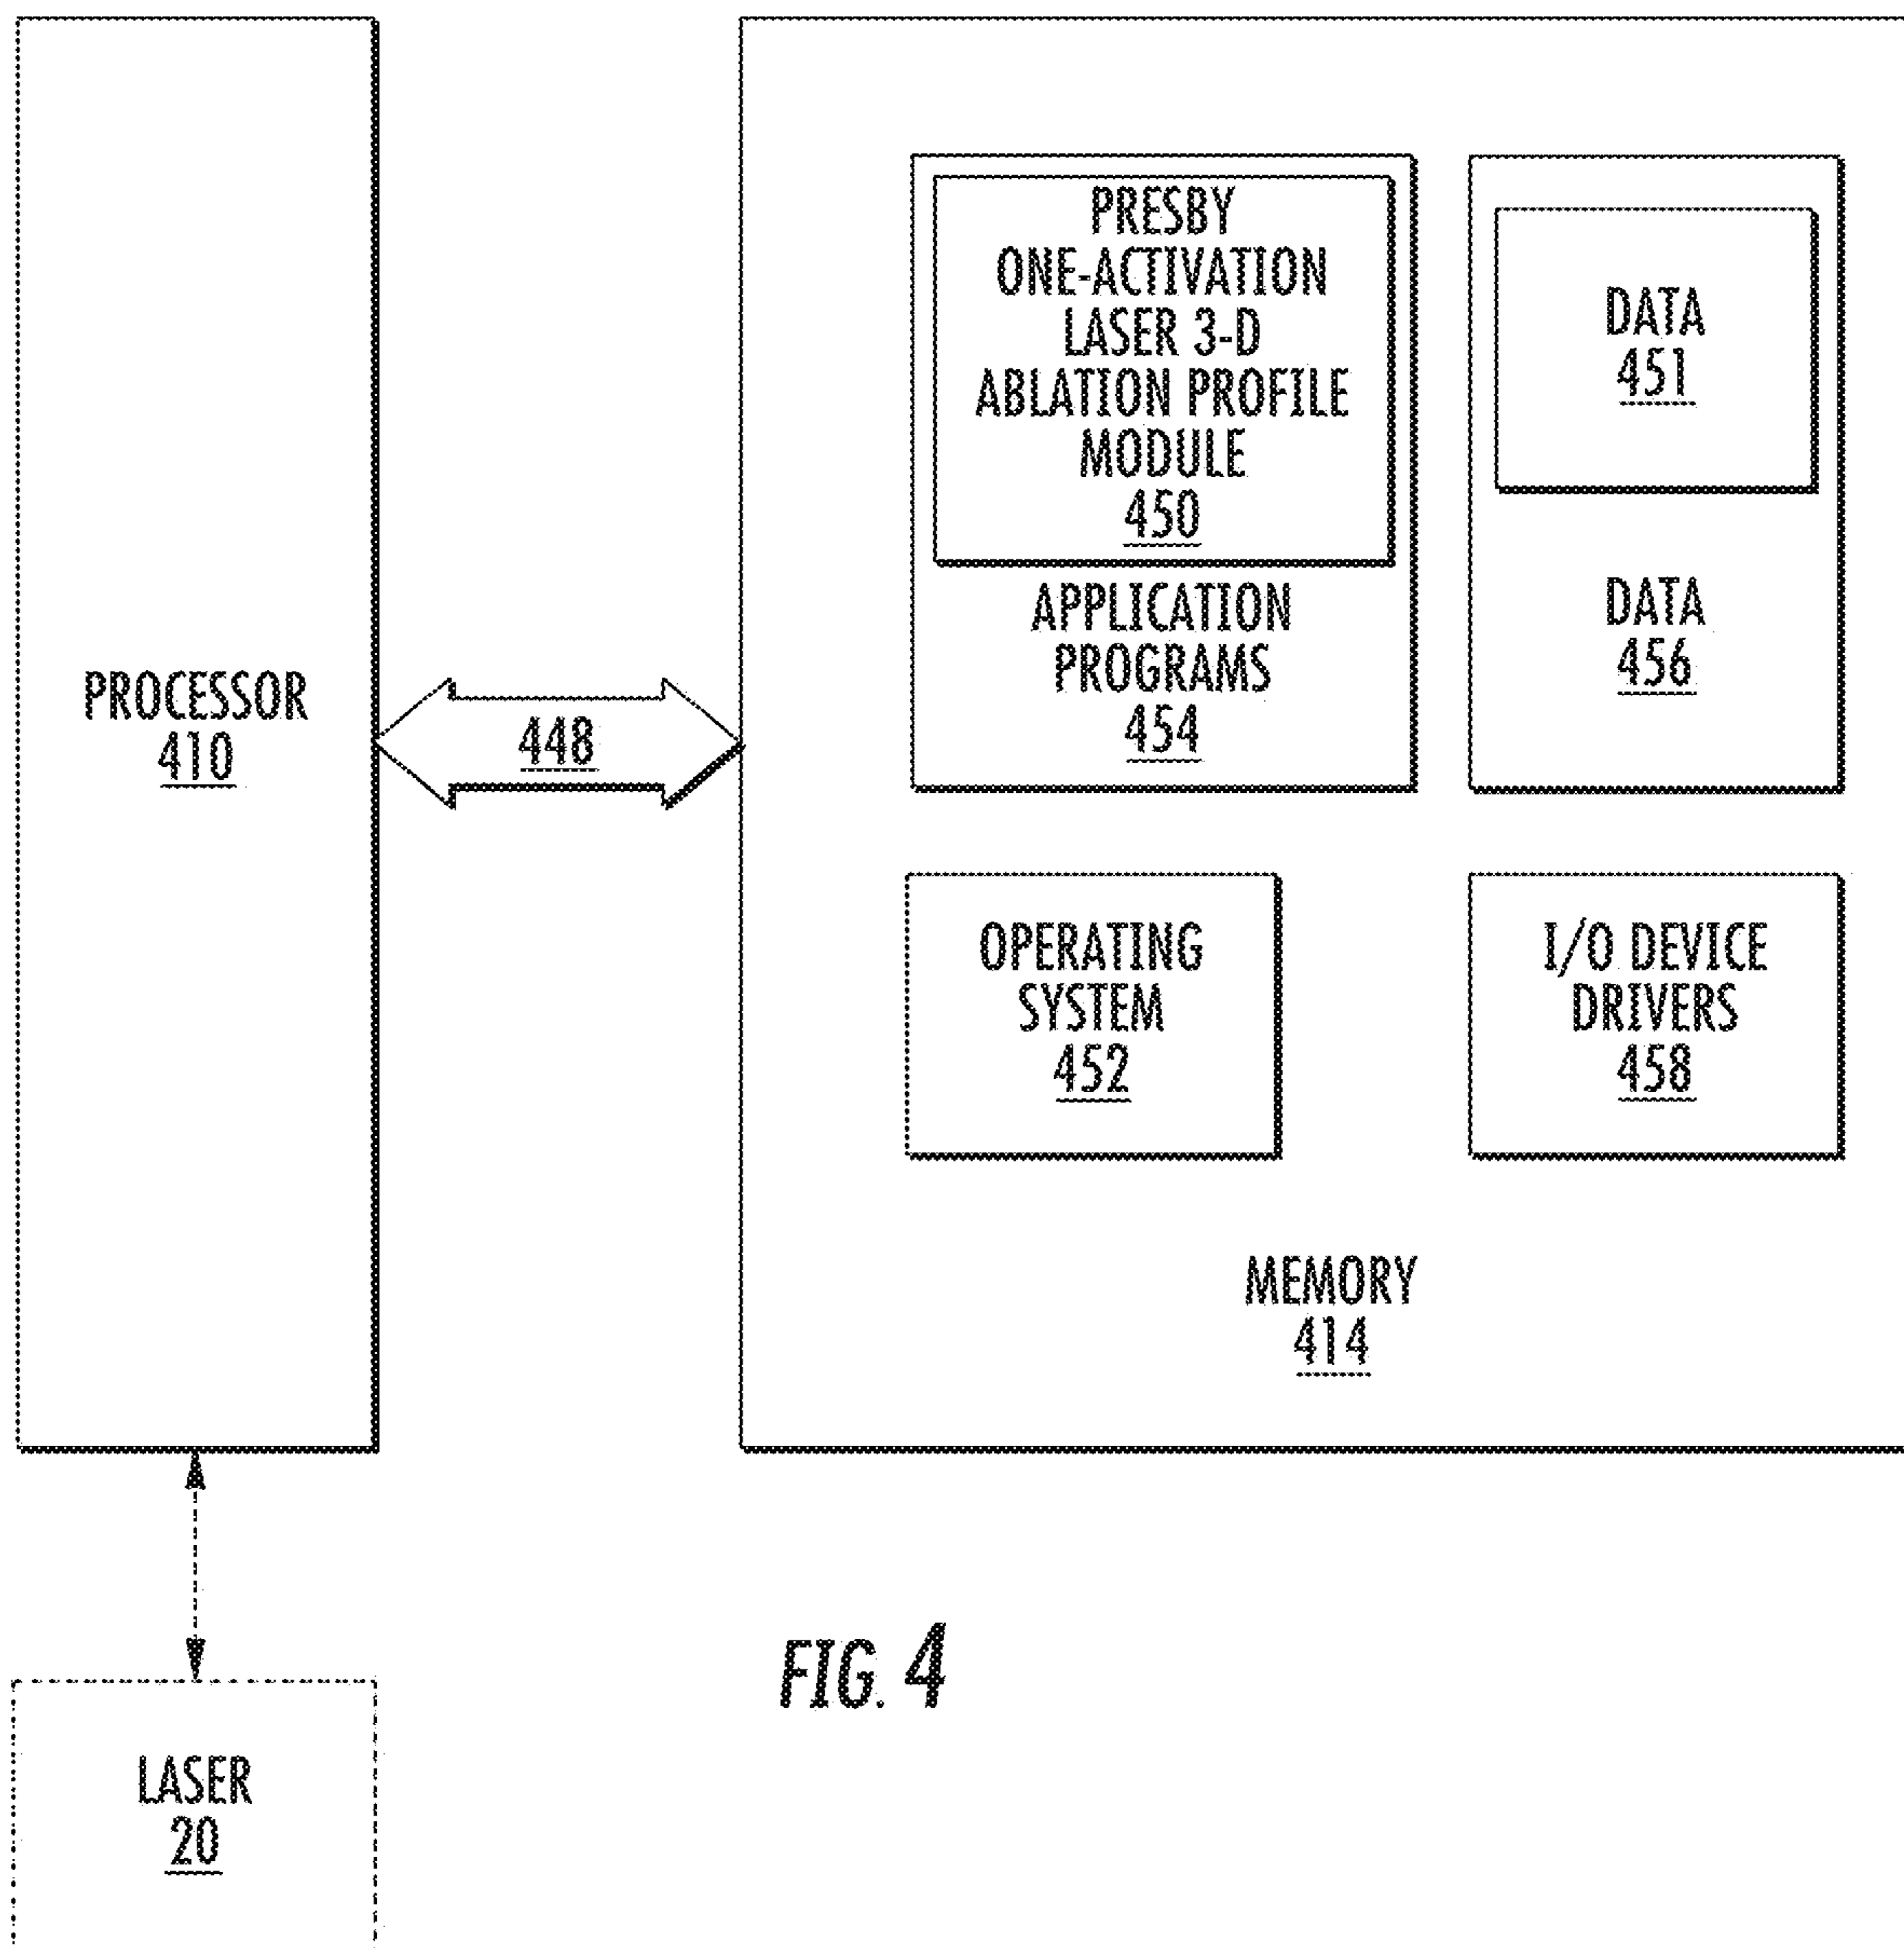 PROCESSOR
410
448
PRESBY
ONE-ACTIVATION
LASER 3-D
ABLATION PROFILE
MODULE
450
APPLICATION
PROGRAMS
454
DATA
451
DATA
456
OPERATING
SYSTEM
452
I/O DEVICE
DRIVERS
458
MEMORY
414
LASER
20
FIG. 4